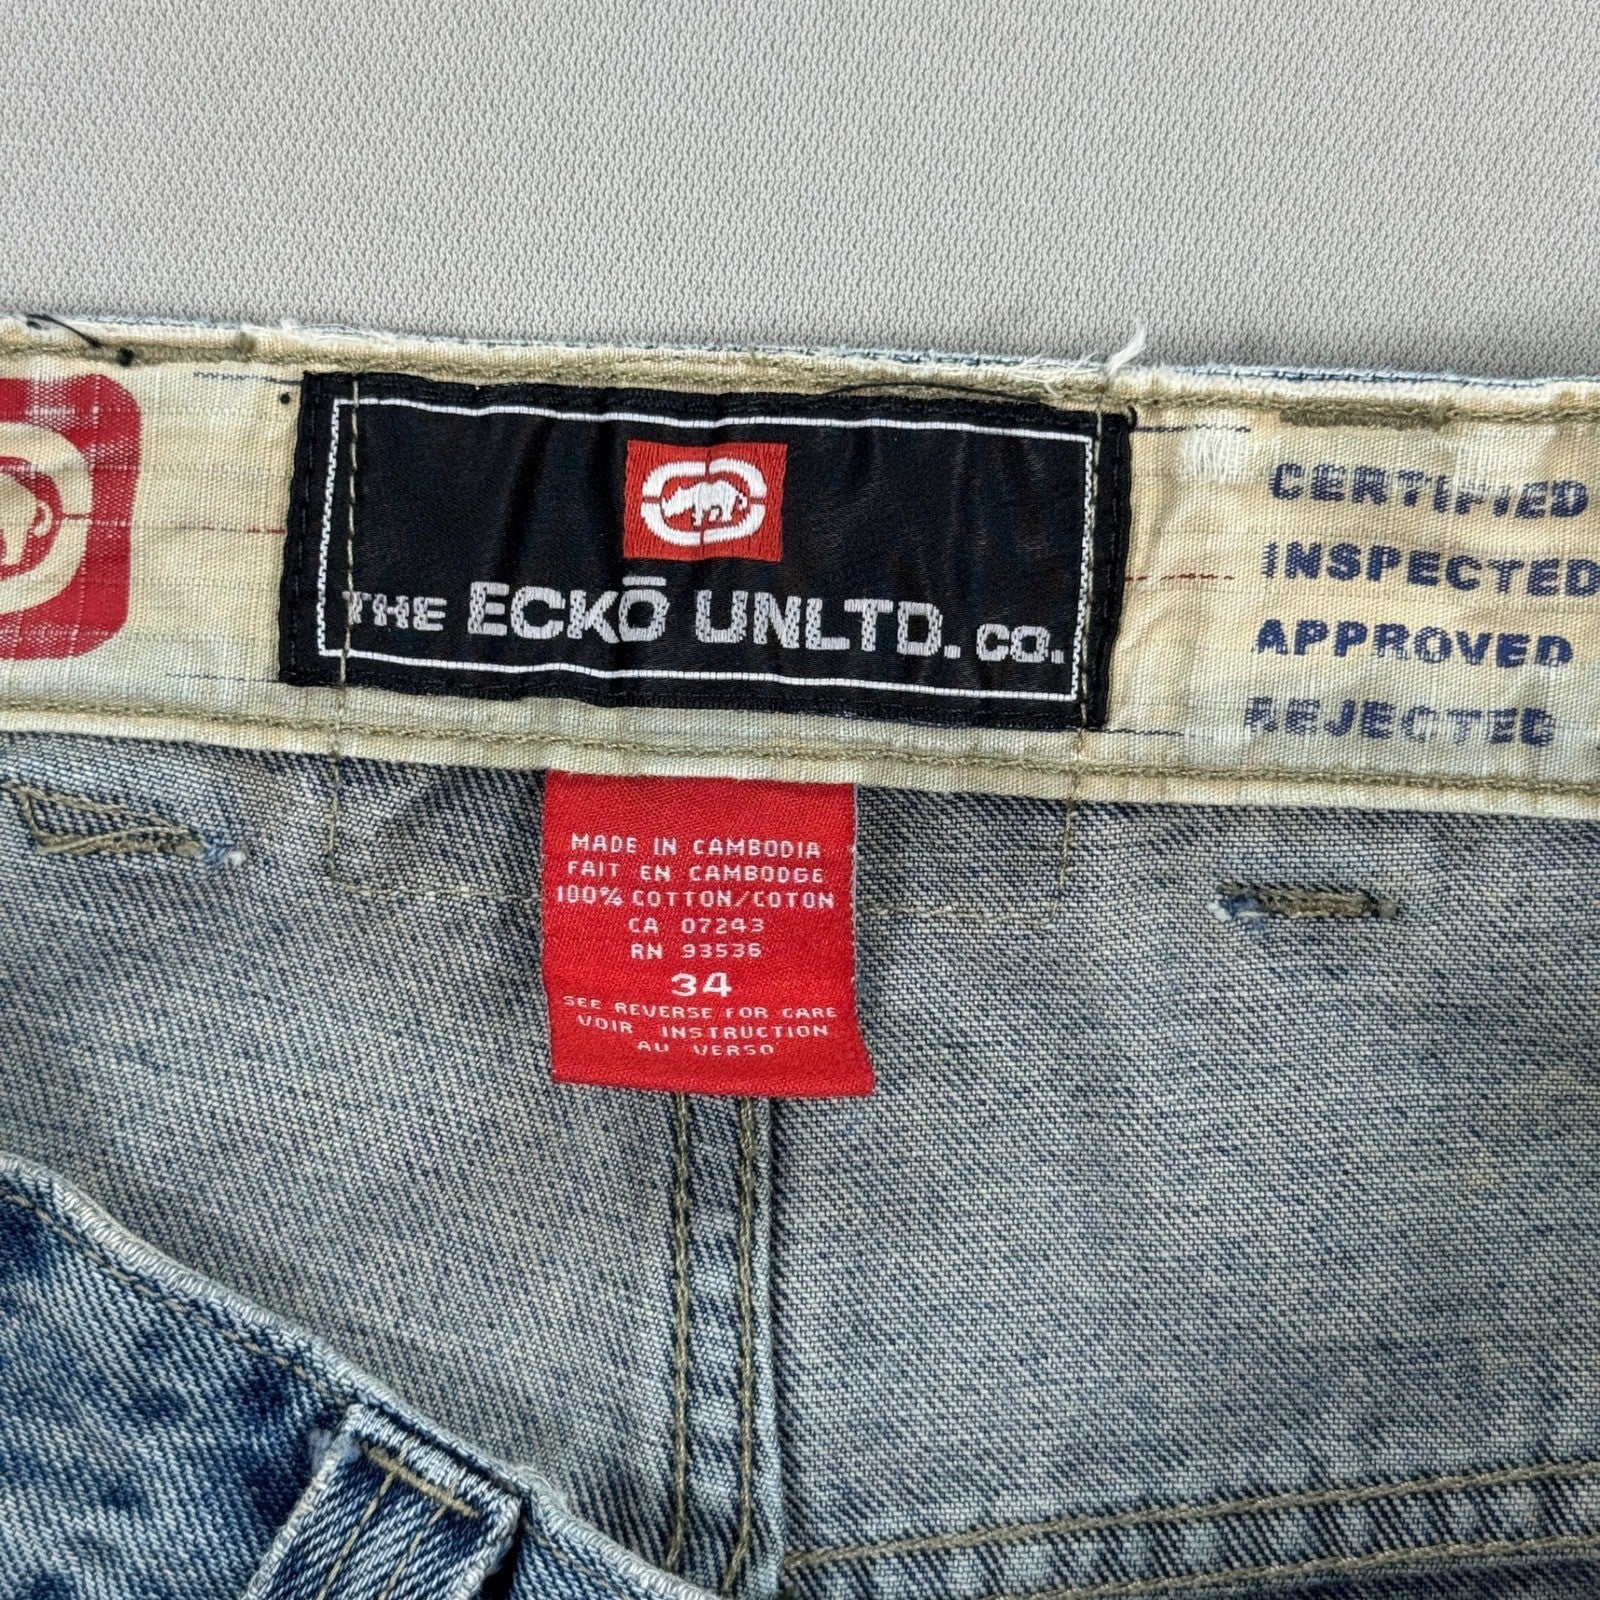 THE ECKŌ UNLTD. CO.
CERTIFIED
INSPECTED
APPROVED
REJECTED
MADE IN CAMBODIA
FAIT EN CAMBODGE
100% COTTON/COTON
CA 07243
RN 93536
34
SEE REVERSE FOR CARE
VOIR INSTRUCTION
AU VERSO